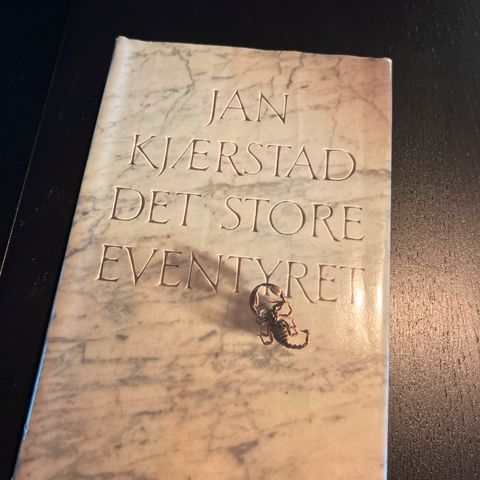 JAN
KJÆRSTAD
DET STORE
EVENTYRET